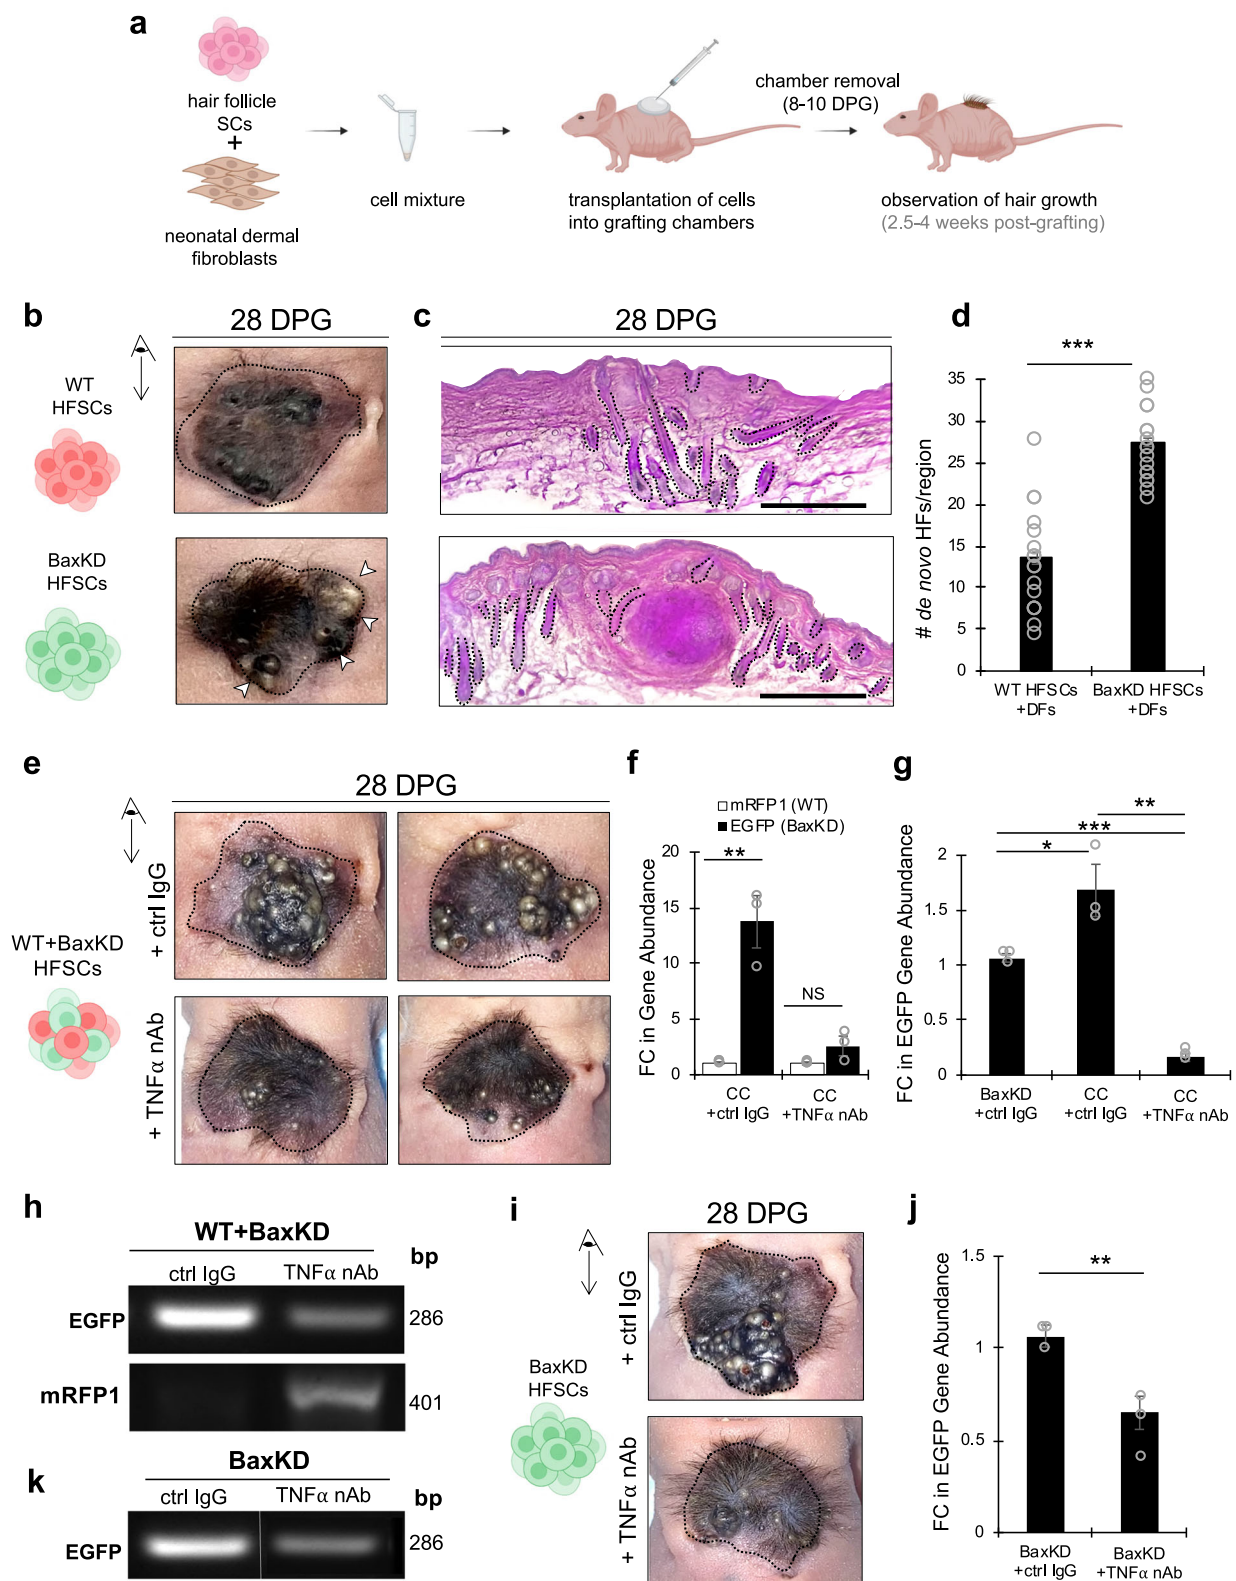 a
hair follicle
SCs
+
neonatal dermal
fibroblasts
cell mixture
transplantation of cells
into grafting chambers
chamber removal
(8-10 DPG)
observation of hair growth
(2.5-4 weeks post-grafting)
b
28 DPG
WT
HFSCs
BaxKD
HFSCs
c
28 DPG
d
***
# de novo HFs/region
35
30
25
20
15
10
5
0
WT HFSCs
+DFs
BaxKD HFSCs
+DFs
e
28 DPG
WT+BaxKD
HFSCs
+ ctrl IgG
+ TNFα nAb
f
mRFP1 (WT)
EGFP (BaxKD)
FC in Gene Abundance
20
15
10
5
0
**
NS
CC
+ctrl IgG
CC
+TNFα nAb
g
**
***
*
FC in EGFP Gene Abundance
2
1.5
1
0.5
0
BaxKD
+ctrl IgG
CC
+ctrl IgG
CC
+TNFα nAb
h
WT+BaxKD
bp
ctrl IgG
TNFα nAb
EGFP
286
mRFP1
401
i
28 DPG
BaxKD
HFSCs
+ ctrl IgG
+ TNFα nAb
j
**
FC in EGFP Gene Abundance
1.5
1
0.5
0
BaxKD
+ctrl IgG
BaxKD
+TNFα nAb
k
BaxKD
bp
ctrl IgG
TNFα nAb
EGFP
286